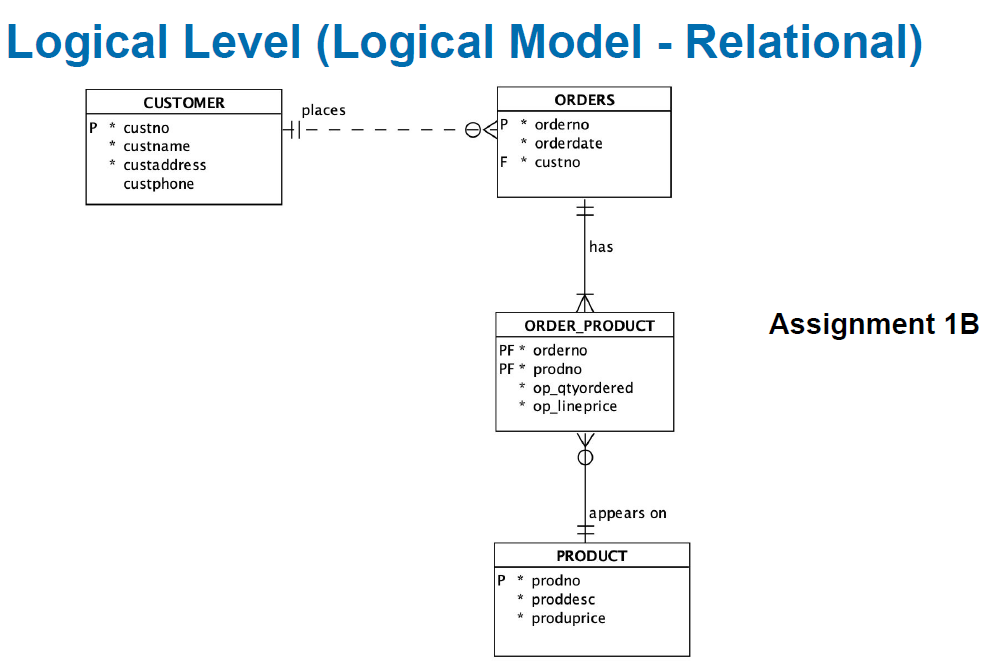 Logical Level (Logical Model - Relational)
CUSTOMER
P * custno
* custname
* custaddress
custphone
places
ORDERS
P * orderno
* orderdate
F * custno
has
ORDER_PRODUCT
PF * orderno
PF * prodno
* op_qtyordered
* op_lineprice
Assignment 1B
appears on
PRODUCT
P * prodno
* proddesc
* produprice